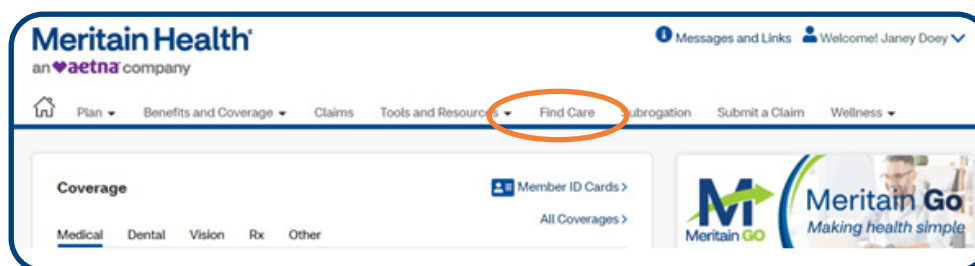 Meritain Health®
an aetna® company
Messages and Links
Welcome! Janey Doey
Plan
Benefits and Coverage
Claims
Tools and Resources
Find Care
Subrogation
Submit a Claim
Wellness
Coverage
Member ID Cards
All Coverages
Medical
Dental
Vision
Rx
Other
M
Meritain GO
Meritain Go
Making health simple